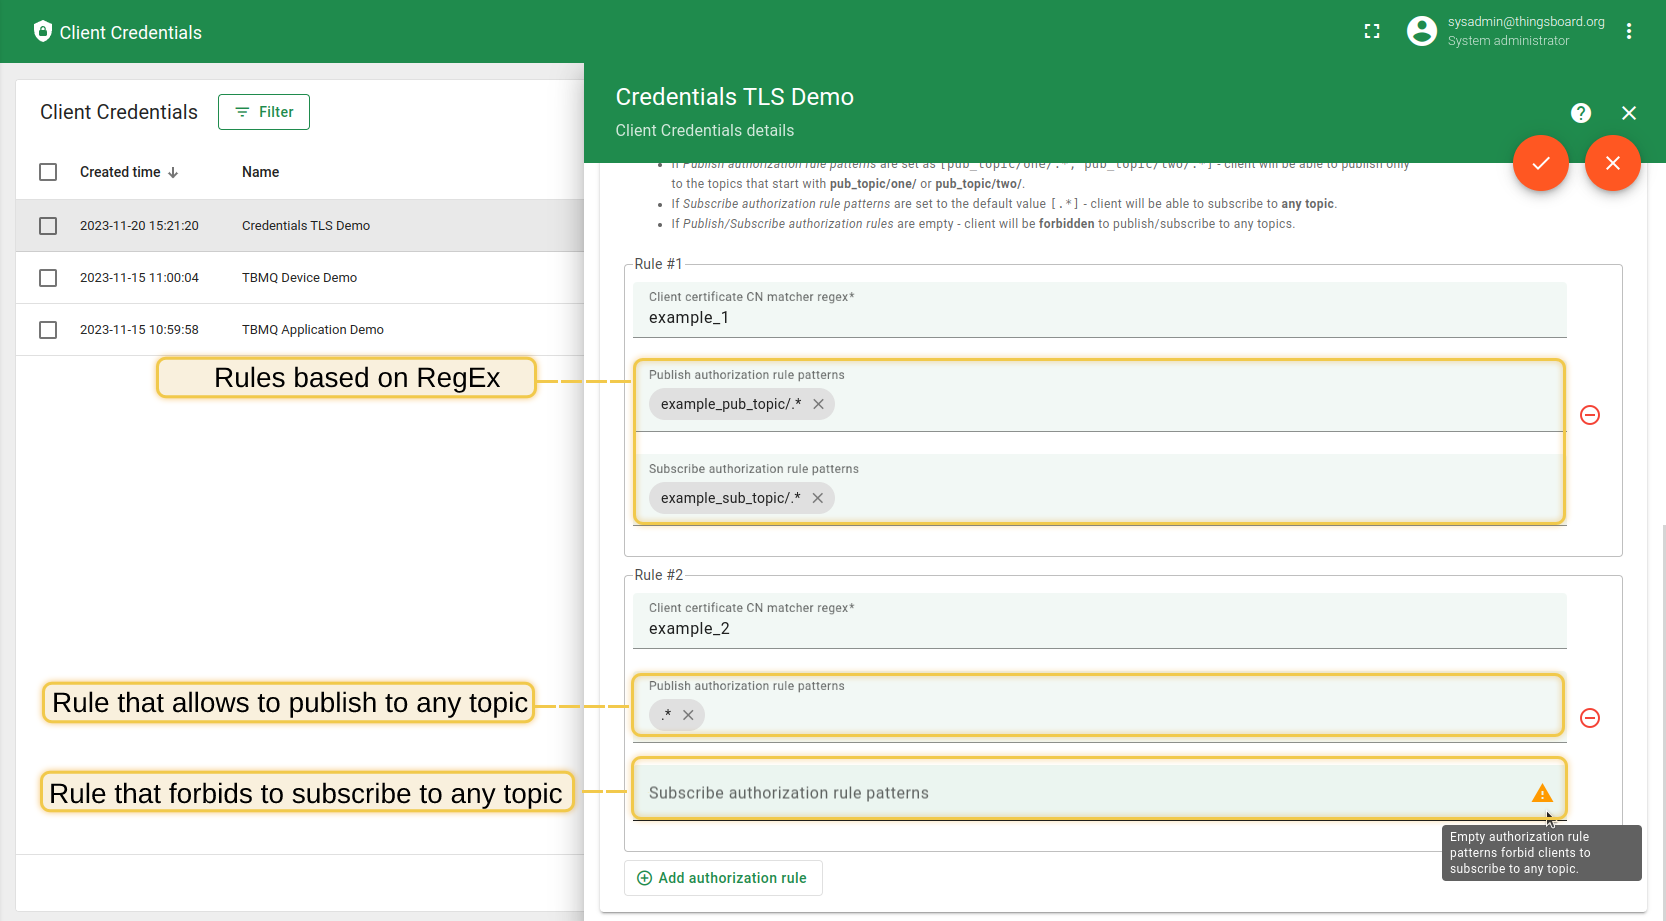 Client Credentials
sysadmin@thingsboard.org
System administrator
Client Credentials
Filter
Created time
Name
2023-11-20 15:21:20
Credentials TLS Demo
2023-11-15 11:00:04
TBMQ Device Demo
2023-11-15 10:59:58
TBMQ Application Demo
Rules based on RegEx
Rule that allows to publish to any topic
Rule that forbids to subscribe to any topic
Credentials TLS Demo
Client Credentials details
If Publish authorization rule patterns are set as [pub_topic/one/.*, pub_topic/two/.*] - client will be able to publish only
to the topics that start with pub_topic/one/ or pub_topic/two/.
If Subscribe authorization rule patterns are set to the default value [.*] - client will be able to subscribe to any topic.
If Publish/Subscribe authorization rules are empty - client will be forbidden to publish/subscribe to any topics.
Rule #1
Client certificate CN matcher regex*
example_1
Publish authorization rule patterns
example_pub_topic/.*
Subscribe authorization rule patterns
example_sub_topic/.*
Rule #2
Client certificate CN matcher regex*
example_2
Publish authorization rule patterns
.*
Subscribe authorization rule patterns
Empty authorization rule
patterns forbid clients to
subscribe to any topic.
Add authorization rule